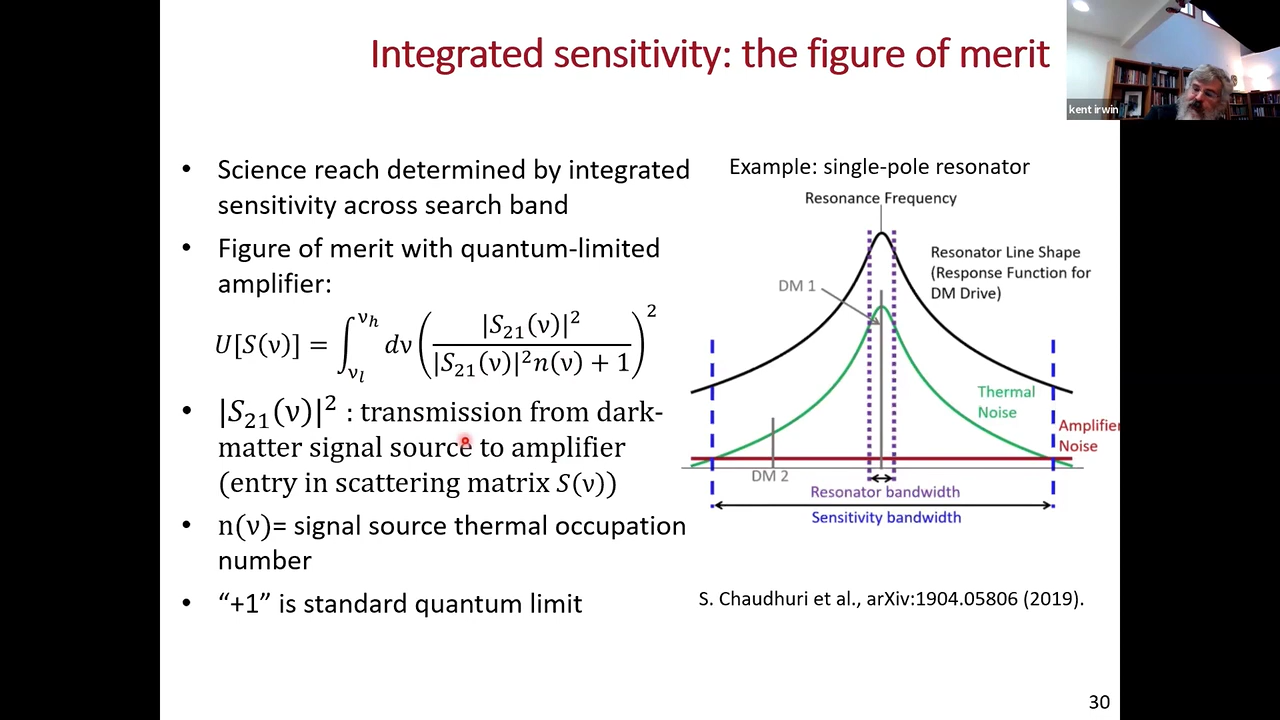 Integrated sensitivity: the figure of merit
kent irwin
• Science reach determined by integrated
sensitivity across search band
• Figure of merit with quantum-limited
amplifier:
U[S(ν)] = ∫_{ν_l}^{ν_h} dν ( |S₂₁(ν)|² / (|S₂₁(ν)|² n(ν) + 1) )²
• |S₂₁(ν)|² : transmission from dark-
matter signal source to amplifier
(entry in scattering matrix S(ν))
• n(ν)= signal source thermal occupation
number
• “+1” is standard quantum limit
Example: single-pole resonator
Resonance Frequency
Resonator Line Shape
(Response Function for
DM Drive)
DM 1
Thermal
Noise
Amplifier
Noise
DM 2
Resonator bandwidth
Sensitivity bandwidth
S. Chaudhuri et al., arXiv:1904.05806 (2019).
30